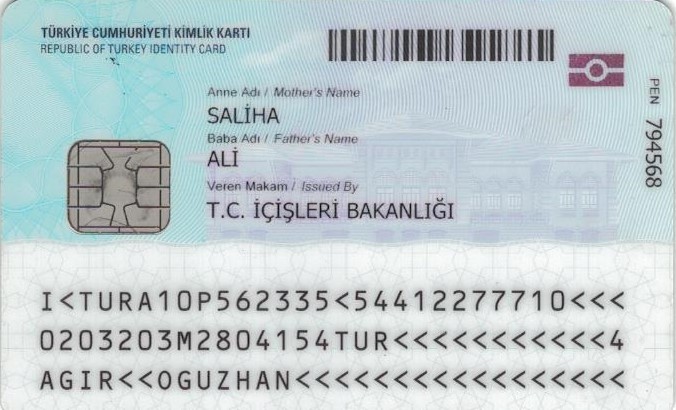 TÜRKİYE CUMHURİYETİ KİMLİK KARTI
REPUBLIC OF TURKEY IDENTITY CARD
Anne Adı / Mother's Name
SALİHA
Baba Adı / Father's Name
ALİ
Veren Makam / Issued By
T.C. İÇİŞLERİ BAKANLIĞI
PEN 794568
I<TURA10P562335<54412277710<<<
0203203M2804154TUR<<<<<<<<<<<4
AGIR<<OGUZHAN<<<<<<<<<<<<<<<<<